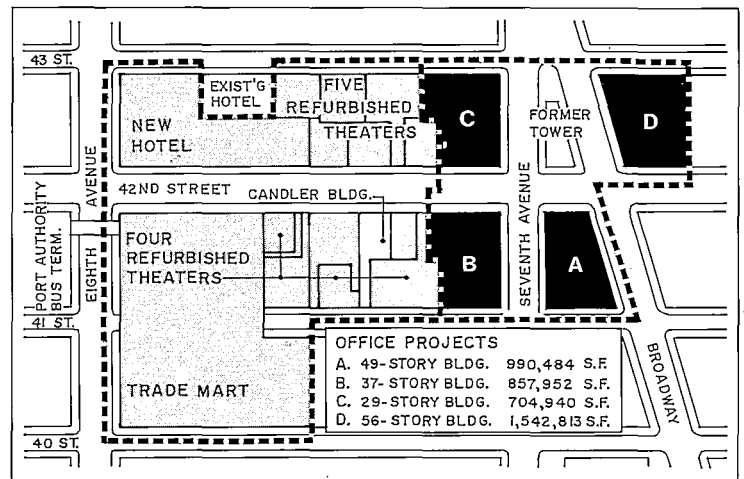 43 ST.
EXIST'G
HOTEL
FIVE
REFURBISHED
THEATERS
NEW
HOTEL
C
FORMER
TOWER
D
42ND STREET
CANDLER BLDG.
PORT AUTHORITY
BUS TERM.
EIGHTH AVENUE
FOUR
REFURBISHED
THEATERS
B
SEVENTH AVENUE
A
41 ST.
TRADE MART
OFFICE PROJECTS
A. 49-STORY BLDG. 990,484 S.F.
B. 37-STORY BLDG. 857,952 S.F.
C. 29-STORY BLDG. 704,940 S.F.
D. 56-STORY BLDG. 1,542,813 S.F.
BROADWAY
40 ST.